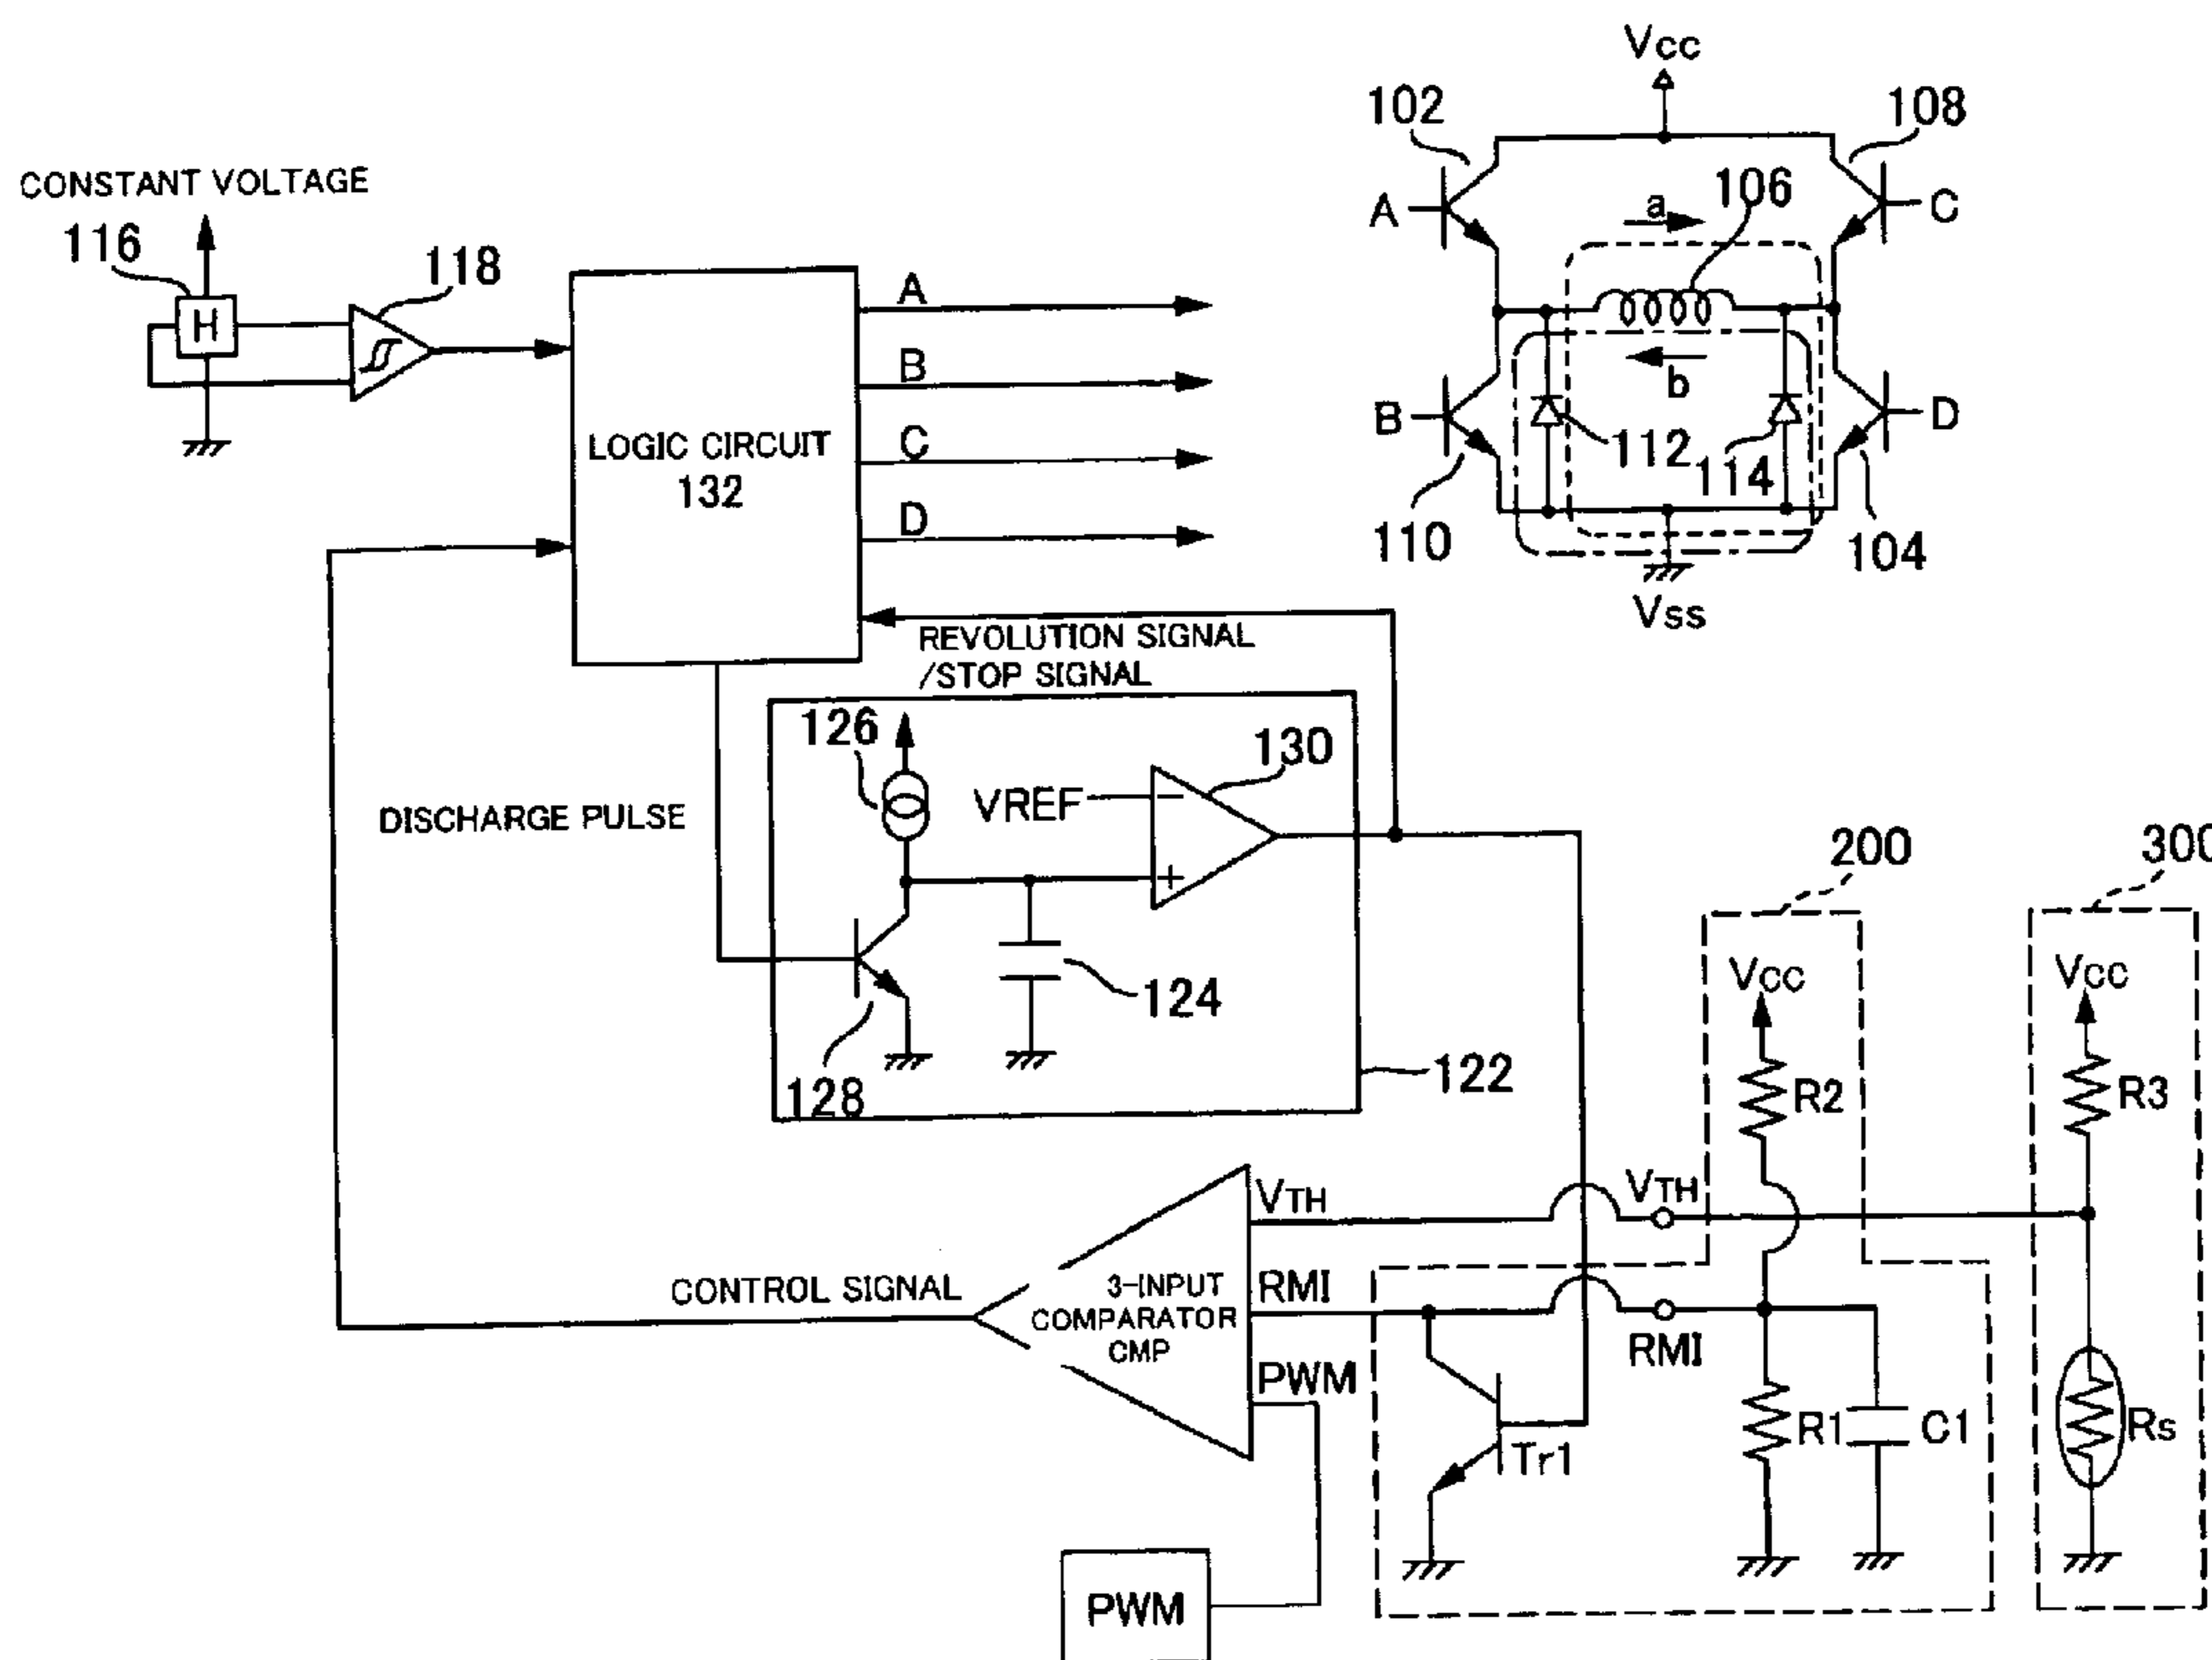 Vcc
102
108
CONSTANT VOLTAGE
116
118
H
A
C
a
106
A
B
C
D
LOGIC CIRCUIT
132
B
D
b
112
114
110
104
Vss
REVOLUTION SIGNAL
/STOP SIGNAL
126
130
VREF
−
+
DISCHARGE PULSE
124
128
122
200
300
Vcc
Vcc
R2
R3
VTH
VTH
CONTROL SIGNAL
3-INPUT
COMPARATOR
CMP
RMI
RMI
PWM
Tr1
R1
C1
Rs
PWM